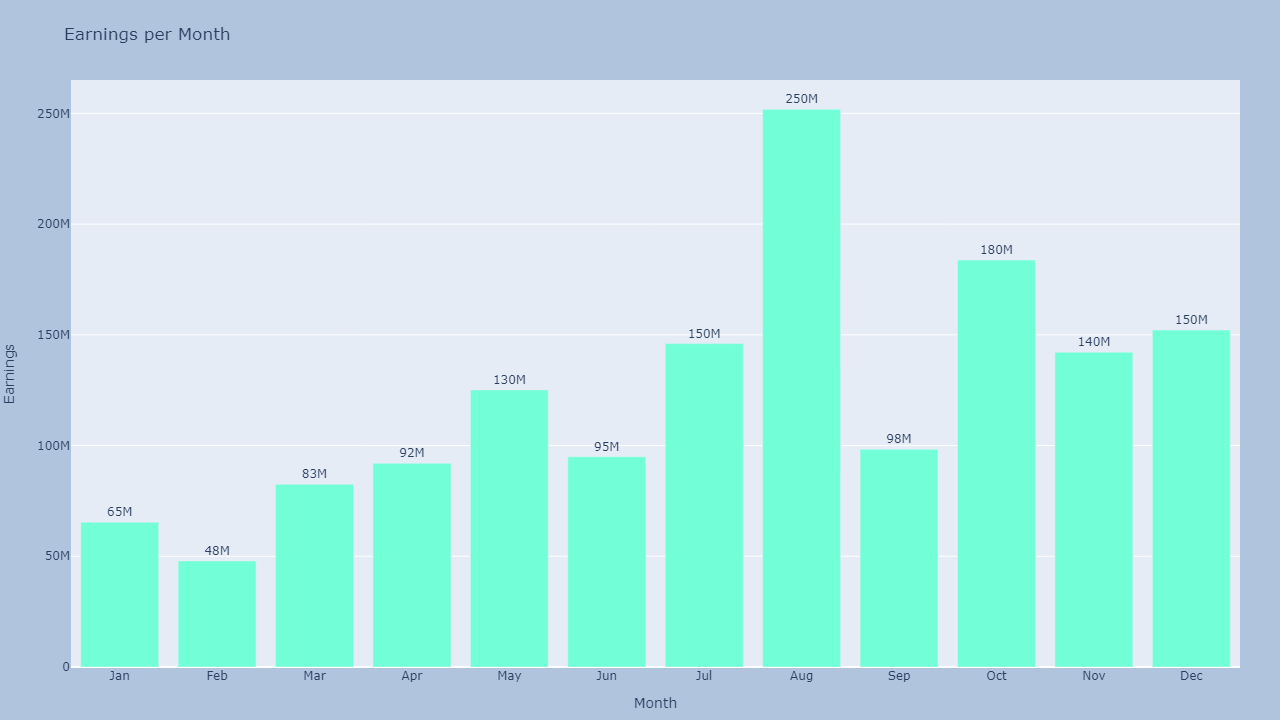 Earnings per Month
250M
200M
150M
100M
50M
0
Earnings
65M
48M
83M
92M
130M
95M
150M
250M
98M
180M
140M
150M
Jan Feb Mar Apr May Jun Jul Aug Sep Oct Nov Dec
Month